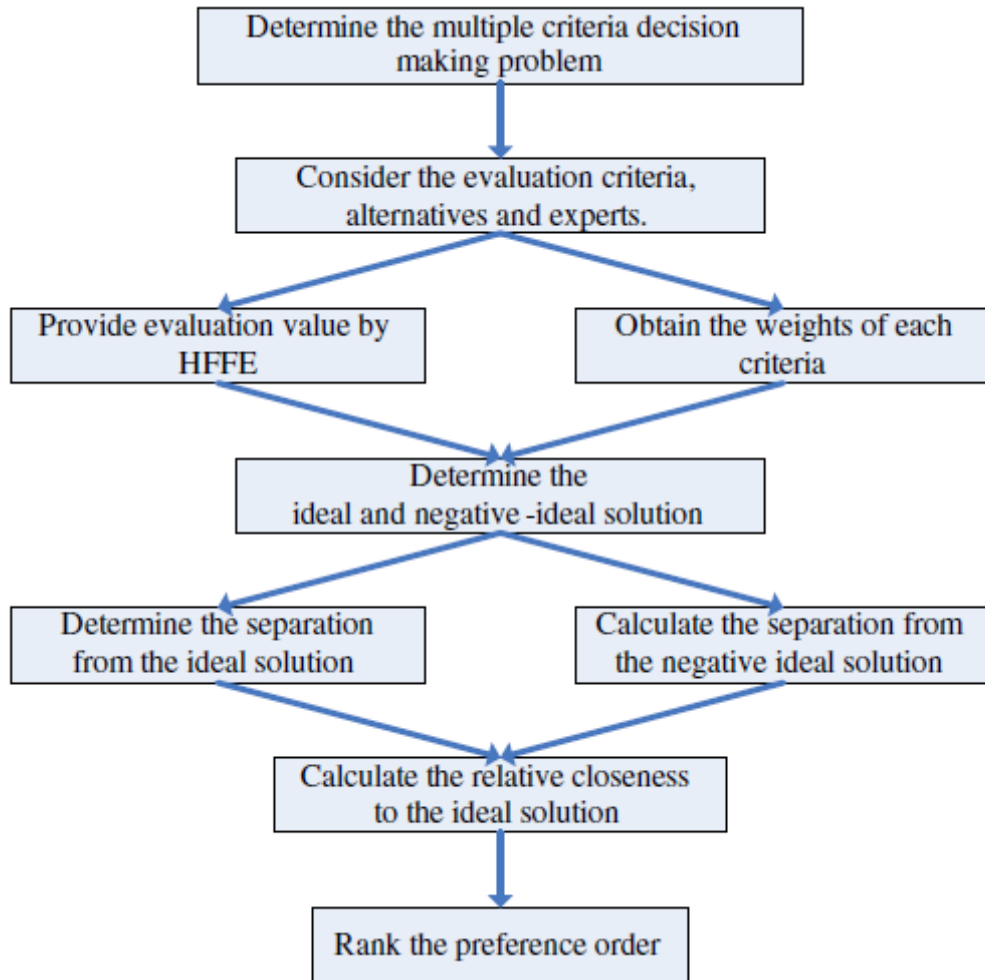 Determine the multiple criteria decision
making problem
Consider the evaluation criteria,
alternatives and experts.
Provide evaluation value by
HFFE
Obtain the weights of each
criteria
Determine the
ideal and negative -ideal solution
Determine the separation
from the ideal solution
Calculate the separation from
the negative ideal solution
Calculate the relative closeness
to the ideal solution
Rank the preference order